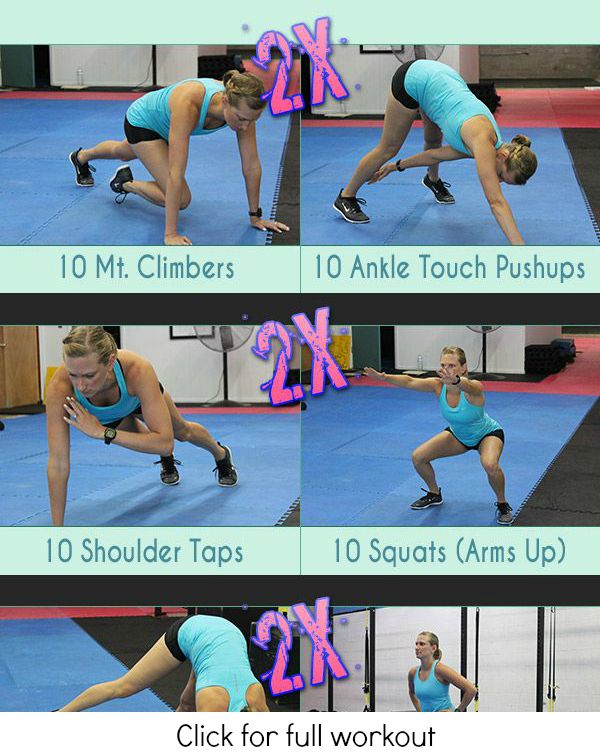 2X
10 Mt. Climbers
10 Ankle Touch Pushups
2X
10 Shoulder Taps
10 Squats (Arms Up)
2X
Click for full workout